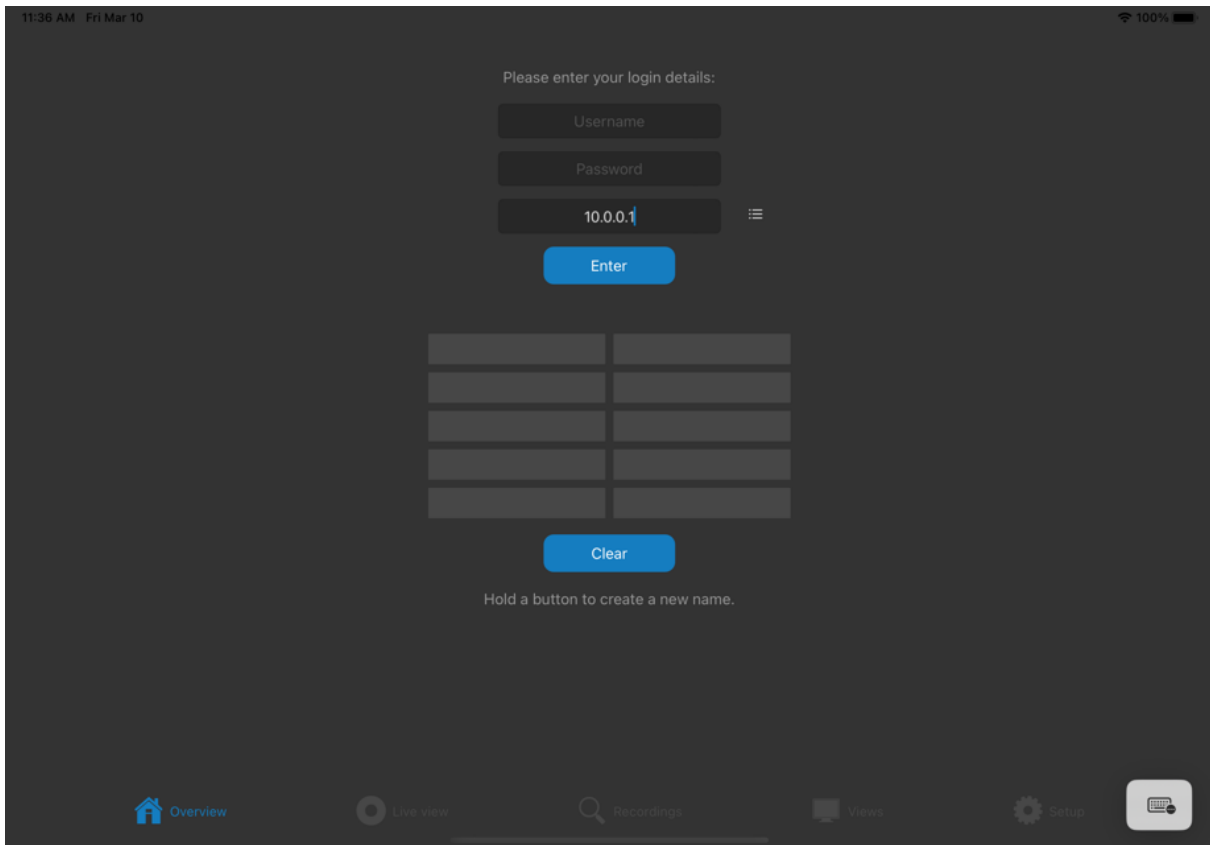 11:36 AM Fri Mar 10 100%
Please enter your login details:
Username
Password
10.0.0.1
Enter
Clear
Hold a button to create a new name.
Overview Live view Recordings Views Setup